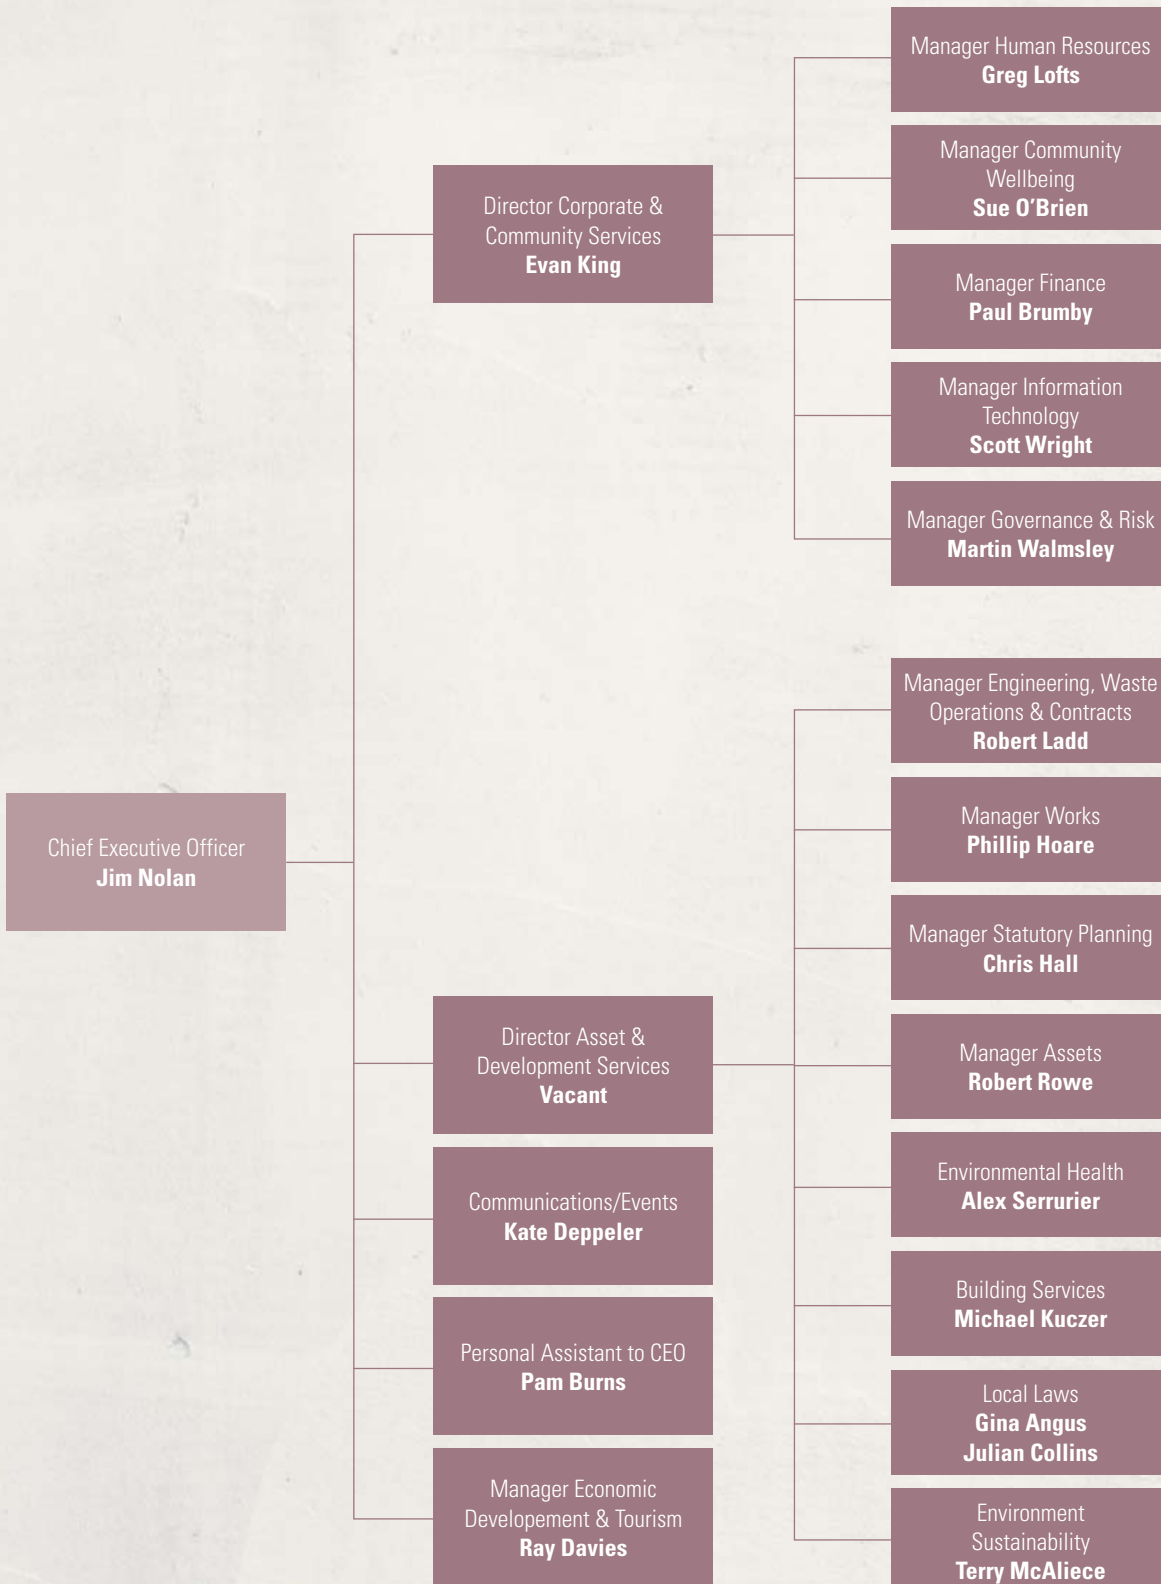 Chief Executive Officer
Jim Nolan
Director Corporate &
Community Services
Evan King
Manager Human Resources
Greg Lofts
Manager Community
Wellbeing
Sue O'Brien
Manager Finance
Paul Brumby
Manager Information
Technology
Scott Wright
Manager Governance & Risk
Martin Walmsley
Director Asset &
Development Services
Vacant
Manager Engineering, Waste
Operations & Contracts
Robert Ladd
Manager Works
Phillip Hoare
Manager Statutory Planning
Chris Hall
Manager Assets
Robert Rowe
Environmental Health
Alex Serrurier
Building Services
Michael Kuczer
Local Laws
Gina Angus
Julian Collins
Environment
Sustainability
Terry McAliece
Communications/Events
Kate Deppeler
Personal Assistant to CEO
Pam Burns
Manager Economic
Developement & Tourism
Ray Davies